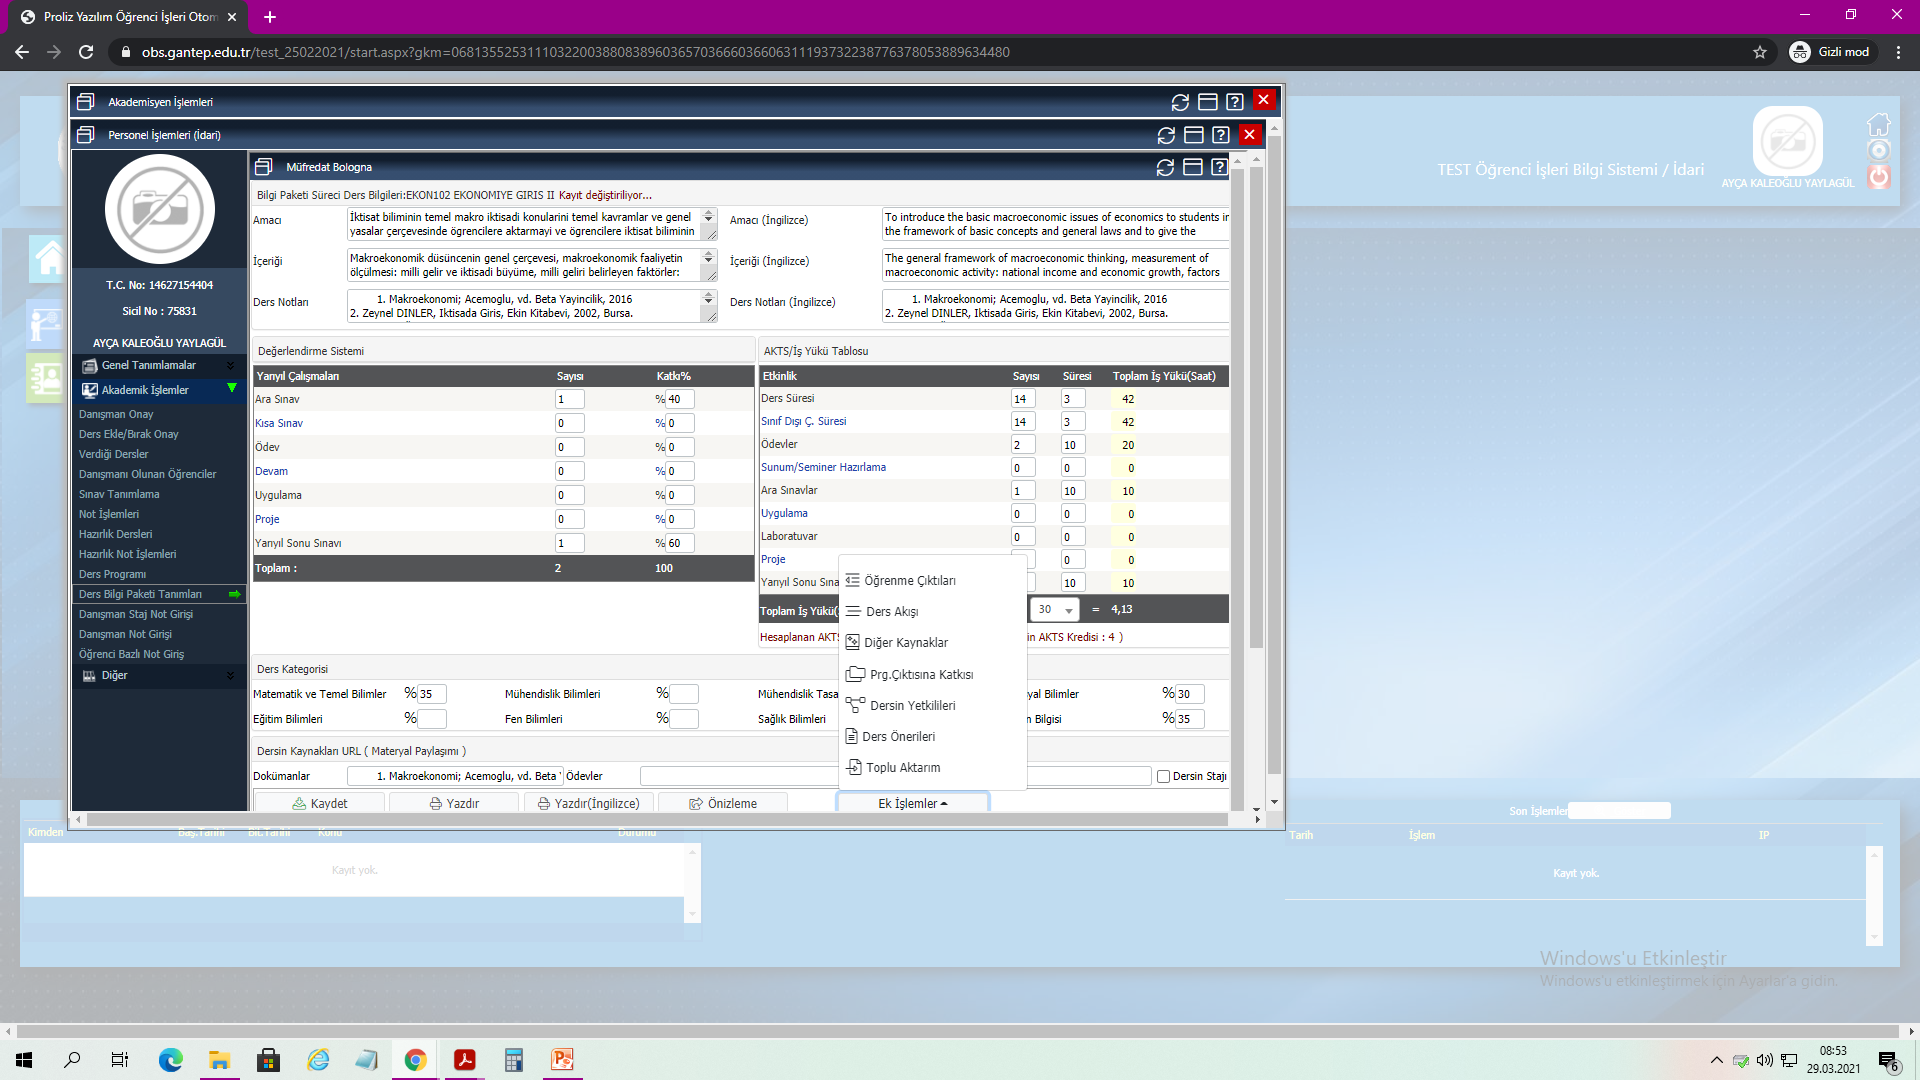 Proliz Yazılım Öğrenci İşleri Otom
obs.gantep.edu.tr/test_25022021/start.aspx?gkm=
Gizli mod
Akademisyen İşlemleri
Personel İşlemleri (İdari)
Müfredat Bologna
TEST Öğrenci İşleri Bilgi Sistemi / İdari
AYÇA KALEOĞLU YAYLAGÜL
T.C. No: 14627154404
Sicil No : 75831
AYÇA KALEOĞLU YAYLAGÜL
Genel Tanımlamalar
Akademik İşlemler
Danışman Onay
Ders Ekle/Bırak Onay
Verdiği Dersler
Danışmanı Olunan Öğrenciler
Sınav Tanımlama
Not İşlemleri
Hazırlık Dersleri
Hazırlık Not İşlemleri
Ders Programı
Ders Bilgi Paketi Tanımları
Danışman Staj Not Girişi
Danışman Not Girişi
Öğrenci Bazlı Not Giriş
Diğer
Bilgi Paketi Süreci Ders Bilgileri:EKON102 EKONOMIYE GIRIS II Kayıt değiştiriliyor...
Amacı
İktisat biliminin temel makro iktisadi konularini temel kavramlar ve genel
yasalar çerçevesinde ögrencilere aktarmayi ve ögrencilere iktisat biliminin
Amacı (İngilizce)
To introduce the basic macroeconomic issues of economics to students in
the framework of basic concepts and general laws and to give the
İçeriği
Makroekonomik düsüncenin genel çerçevesi, makroekonomik faaliyetin
ölçülmesi: milli gelir ve iktisadi büyüme, milli geliri belirleyen faktörler:
İçeriği (İngilizce)
The general framework of macroeconomic thinking, measurement of
macroeconomic activity: national income and economic growth, factors
Ders Notları
1. Makroekonomi; Acemoglu, vd. Beta Yayincilik, 2016
2. Zeynel DINLER, Iktisada Giris, Ekin Kitabevi, 2002, Bursa.
Ders Notları (İngilizce)
1. Makroekonomi; Acemoglu, vd. Beta Yayincilik, 2016
2. Zeynel DINLER, Iktisada Giris, Ekin Kitabevi, 2002, Bursa.
Değerlendirme Sistemi
Yarıyıl Çalışmaları Sayısı Katkı%
Ara Sınav 1 %40
Kısa Sınav 0 %0
Ödev 0 %0
Devam 0 %0
Uygulama 0 %0
Proje 0 %0
Yarıyıl Sonu Sınavı 1 %60
Toplam : 2 100
AKTS/İş Yükü Tablosu
Etkinlik Sayısı Süresi Toplam İş Yükü(Saat)
Ders Süresi 14 3 42
Sınıf Dışı Ç. Süresi 14 3 42
Ödevler 2 10 20
Sunum/Seminer Hazırlama 0 0 0
Ara Sınavlar 1 10 10
Uygulama 0 0 0
Laboratuvar 0 0 0
Proje 0 0
Yarıyıl Sonu Sına 10 10
Toplam İş Yükü( 30 = 4,13
Hesaplanan AKTS in AKTS Kredisi : 4 )
Öğrenme Çıktıları
Ders Akışı
Diğer Kaynaklar
Prg.Çıktısına Katkısı
Dersin Yetkilileri
Ders Önerileri
Toplu Aktarım
Ders Kategorisi
Matematik ve Temel Bilimler %35 Mühendislik Bilimleri % Mühendislik Tasa yal Bilimler %30
Eğitim Bilimleri % Fen Bilimleri % Sağlık Bilimleri n Bilgisi %35
Dersin Kaynakları URL ( Materyal Paylaşımı )
Dokümanlar 1. Makroekonomi; Acemoglu, vd. Beta Ödevler Dersin Stajı
Kaydet Yazdır Yazdır(İngilizce) Önizleme Ek İşlemler
Kimden Baş.Tarihi Bit.Tarihi Konu Durumu
Kayıt yok.
Son İşlemler
Tarih İşlem IP
Kayıt yok.
Windows'u Etkinleştir
Windows'u etkinleştirmek için Ayarlar'a gidin.
08:53
29.03.2021
6